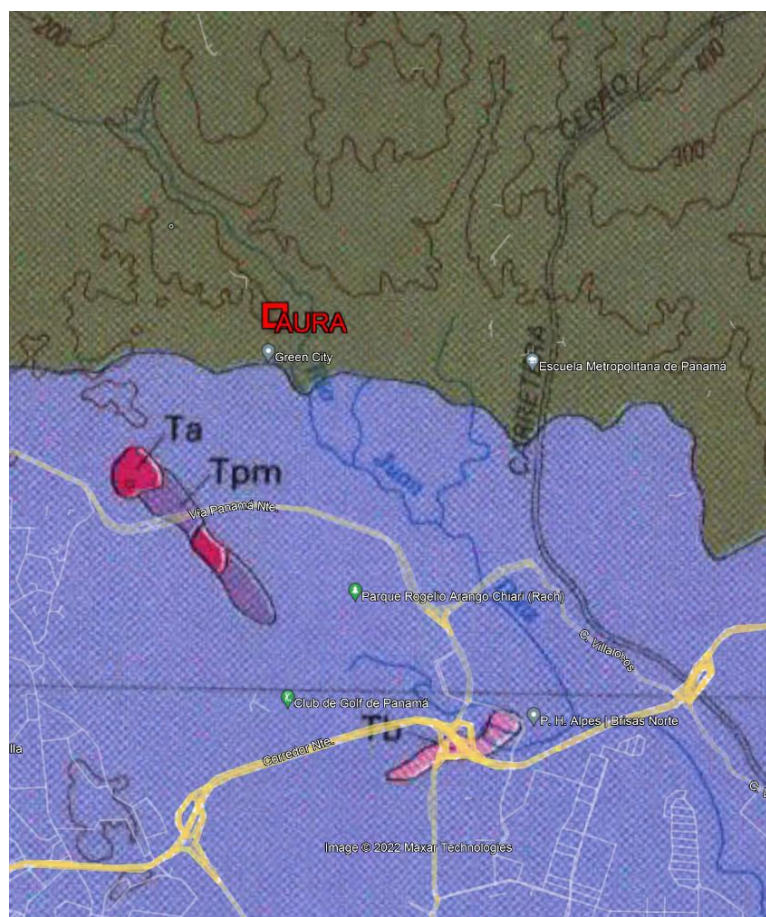 200
400
CERRO
300
AURA
Green City
Escuela Metropolitana de Panamá
CARRETERA
Ta
Tpm
Juan
Vía Panamá Nte.
Parque Rogelio Arango Chiari (Rach)
C. Villalobos
Club de Golf de Panamá
P. H. Alpes | Brisas Norte
Tb
Corredor Nte.
lla
Image © 2022 Maxar Technologies